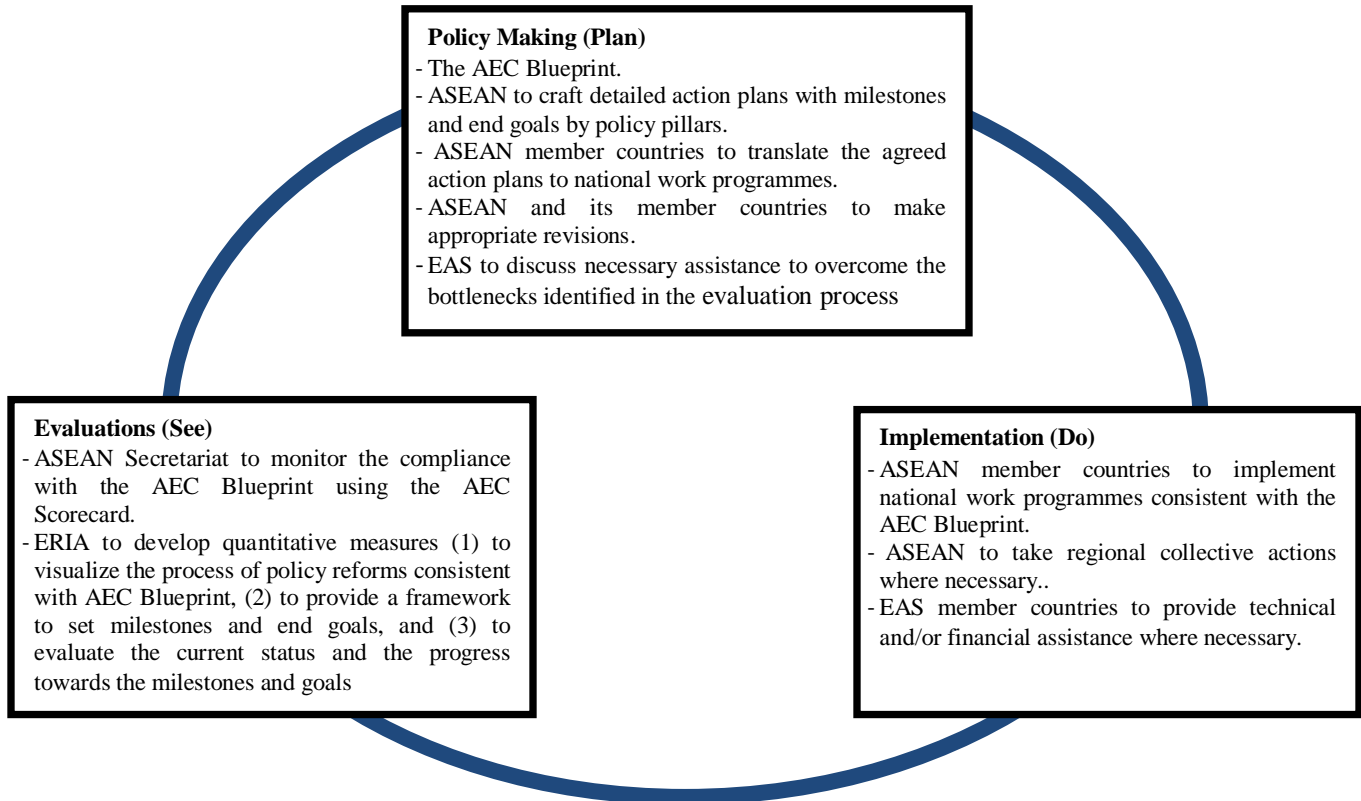 Policy Making (Plan)
- The AEC Blueprint.
- ASEAN to craft detailed action plans with milestones
and end goals by policy pillars.
- ASEAN member countries to translate the agreed
action plans to national work programmes.
- ASEAN and its member countries to make
appropriate revisions.
- EAS to discuss necessary assistance to overcome the
bottlenecks identified in the evaluation process
Evaluations (See)
- ASEAN Secretariat to monitor the compliance
with the AEC Blueprint using the AEC
Scorecard.
- ERIA to develop quantitative measures (1) to
visualize the process of policy reforms consistent
with AEC Blueprint, (2) to provide a framework
to set milestones and end goals, and (3) to
evaluate the current status and the progress
towards the milestones and goals
Implementation (Do)
- ASEAN member countries to implement
national work programmes consistent with the
AEC Blueprint.
- ASEAN to take regional collective actions
where necessary..
- EAS member countries to provide technical
and/or financial assistance where necessary.